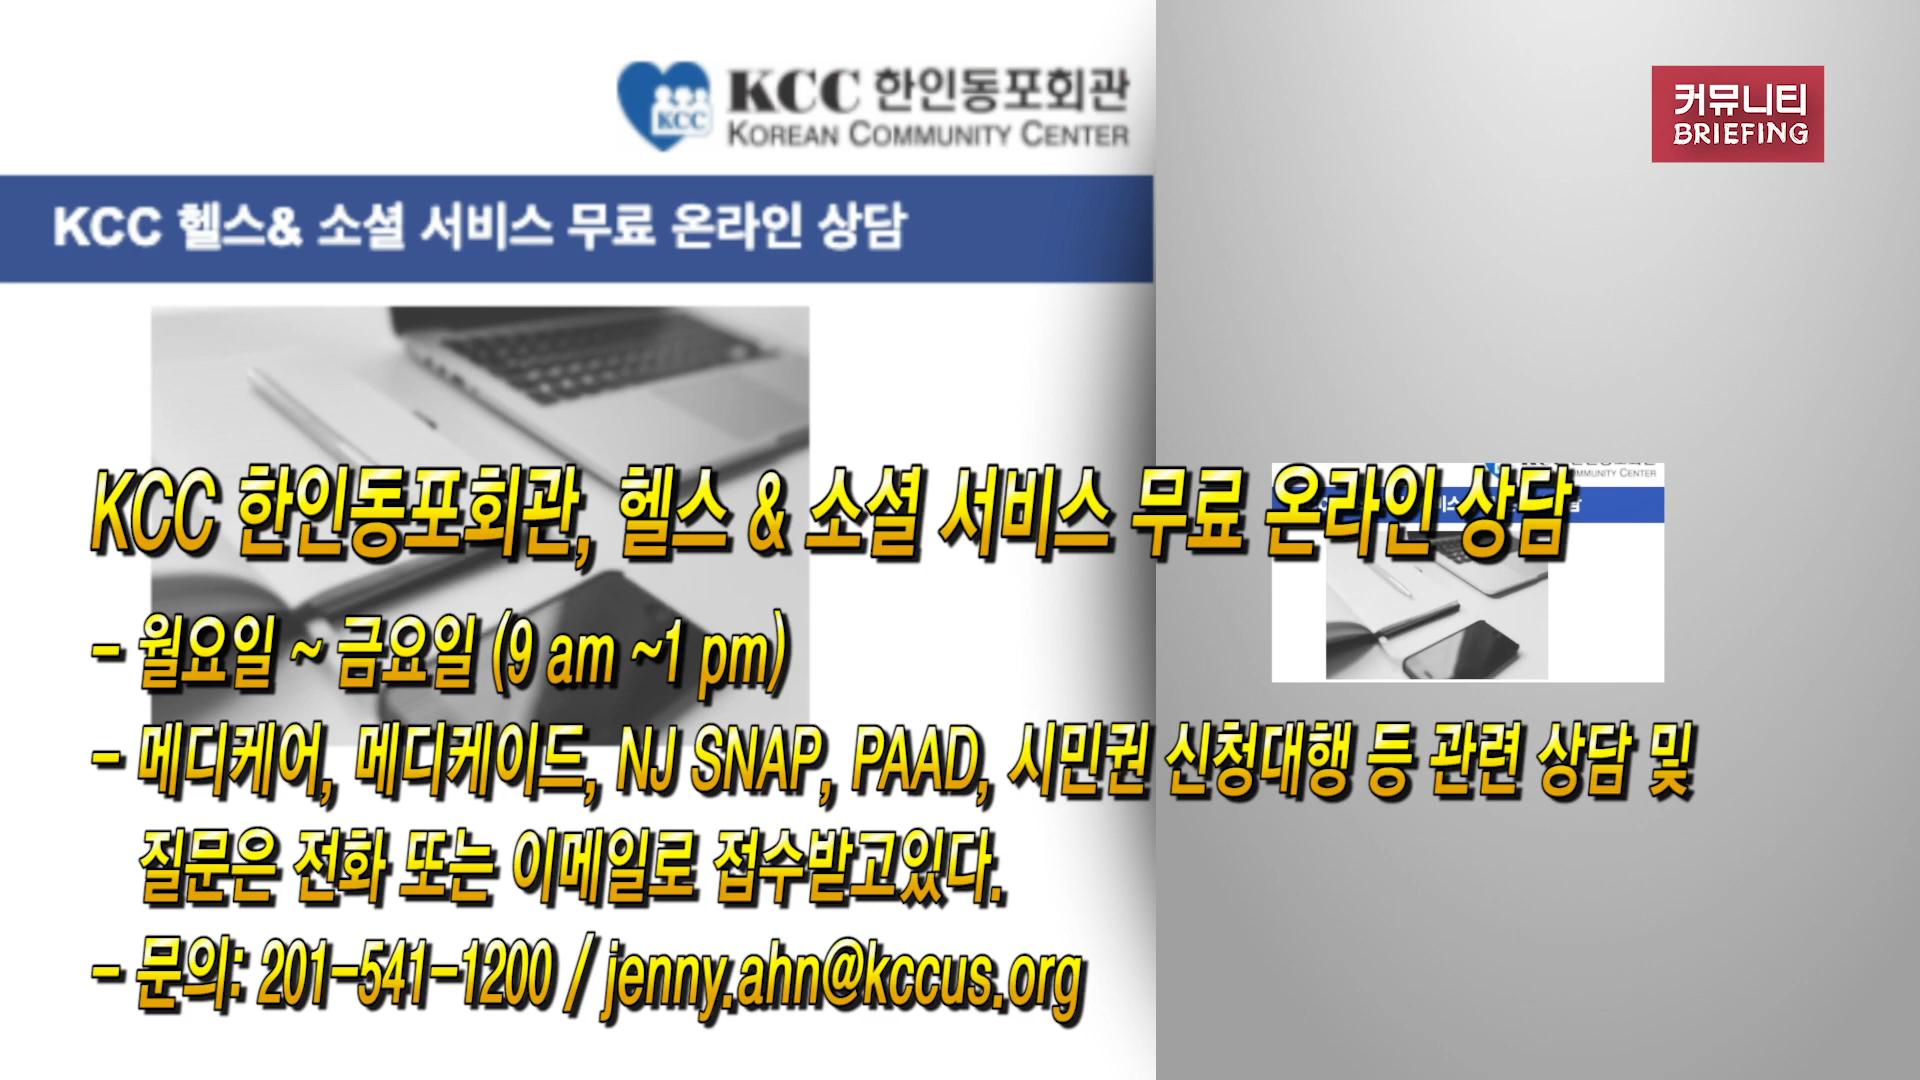 KCC 한인동포회관
KOREAN COMMUNITY CENTER
KCC
커뮤니티
BRIEFING
KCC 헬스& 소셜 서비스 무료 온라인 상담
KCC 한인동포회관, 헬스 & 소셜 서비스 무료 온라인 상담
- 월요일 ~ 금요일 (9 am ~1 pm)
- 메디케어, 메디케이드, NJ SNAP, PAAD, 시민권 신청대행 등 관련 상담 및
질문은 전화 또는 이메일로 접수받고있다.
- 문의: 201-541-1200 / jenny.ahn@kccus.org